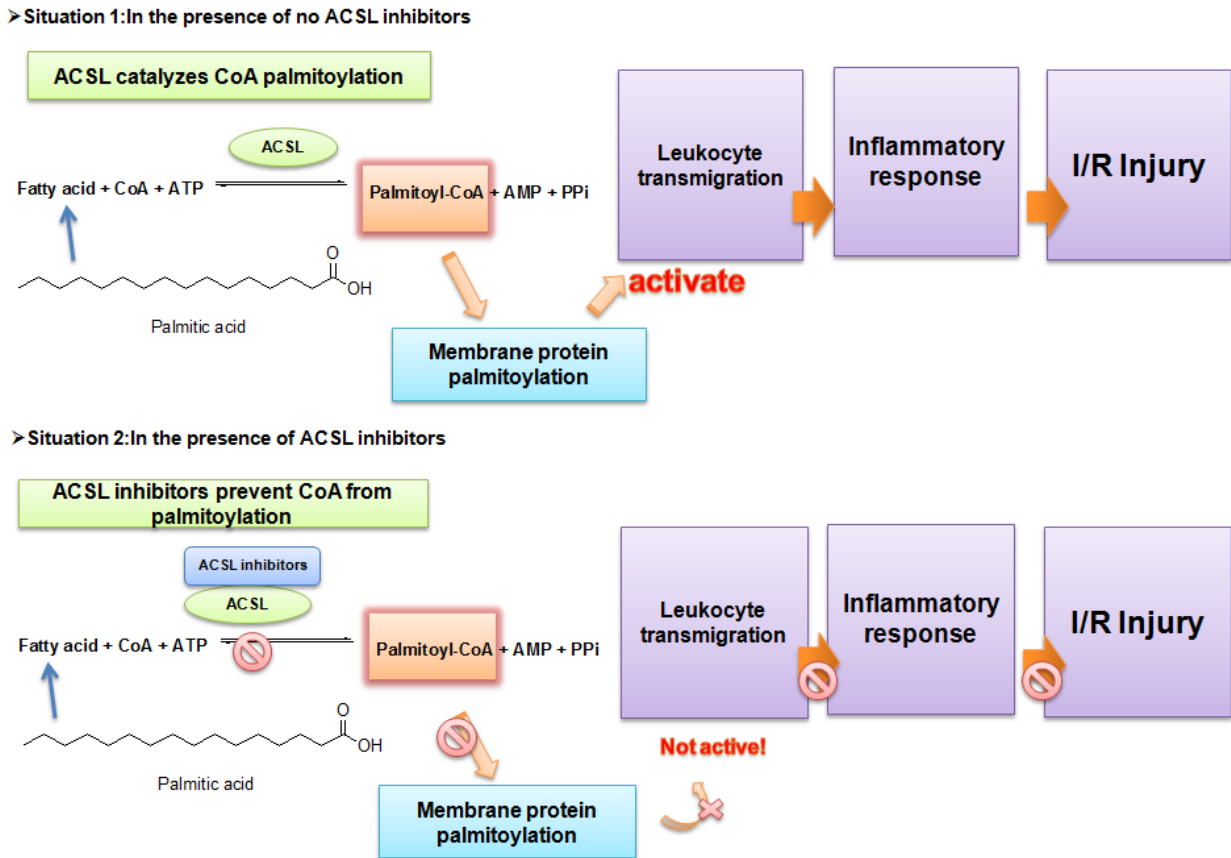 ➢Situation 1:In the presence of no ACSL inhibitors
ACSL catalyzes CoA palmitoylation
ACSL
Fatty acid + CoA + ATP
Palmitoyl-CoA + AMP + PPi
O
OH
Palmitic acid
Membrane protein
palmitoylation
activate
Leukocyte
transmigration
Inflammatory
response
I/R Injury
➢Situation 2:In the presence of ACSL inhibitors
ACSL inhibitors prevent CoA from
palmitoylation
ACSL inhibitors
ACSL
Fatty acid + CoA + ATP
Palmitoyl-CoA + AMP + PPi
O
OH
Palmitic acid
Membrane protein
palmitoylation
Not active!
Leukocyte
transmigration
Inflammatory
response
I/R Injury